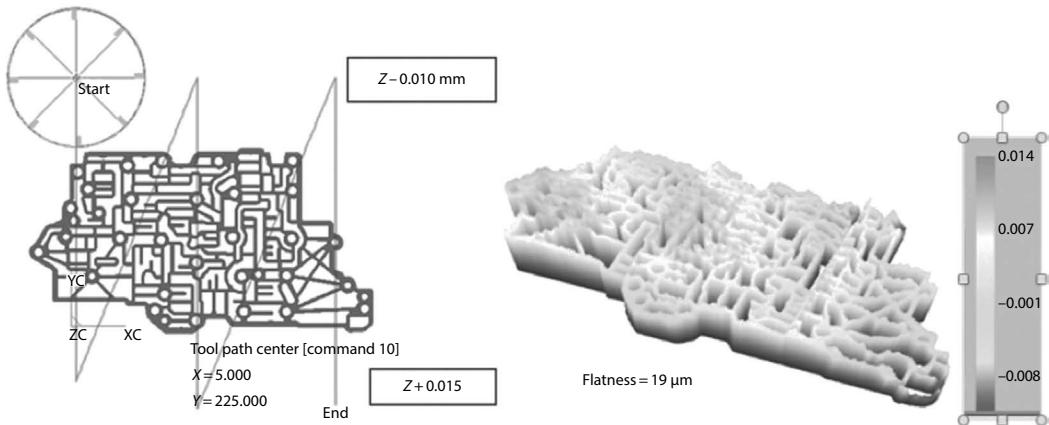 Start
Z – 0.010 mm
YC
ZC
XC
Tool path center [command 10]
X = 5.000
Y = 225.000
Z + 0.015
End
Flatness = 19 µm
0.014
0.007
–0.001
–0.008